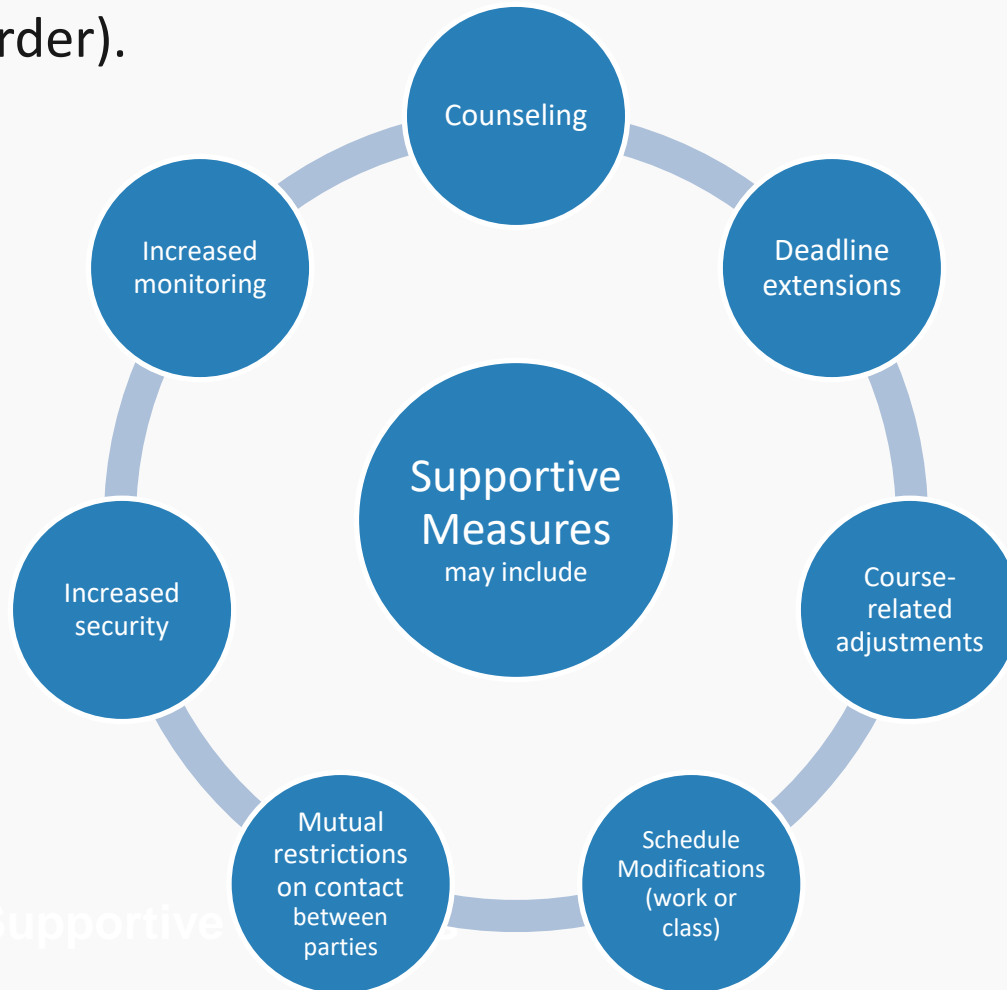 rder).
Counseling
Deadline
extensions
Course-
related
adjustments
Schedule
Modifications
(work or
class)
Mutual
restrictions
on contact
between
parties
Increased
security
Increased
monitoring
Supportive
Measures
may include
Supportive
s